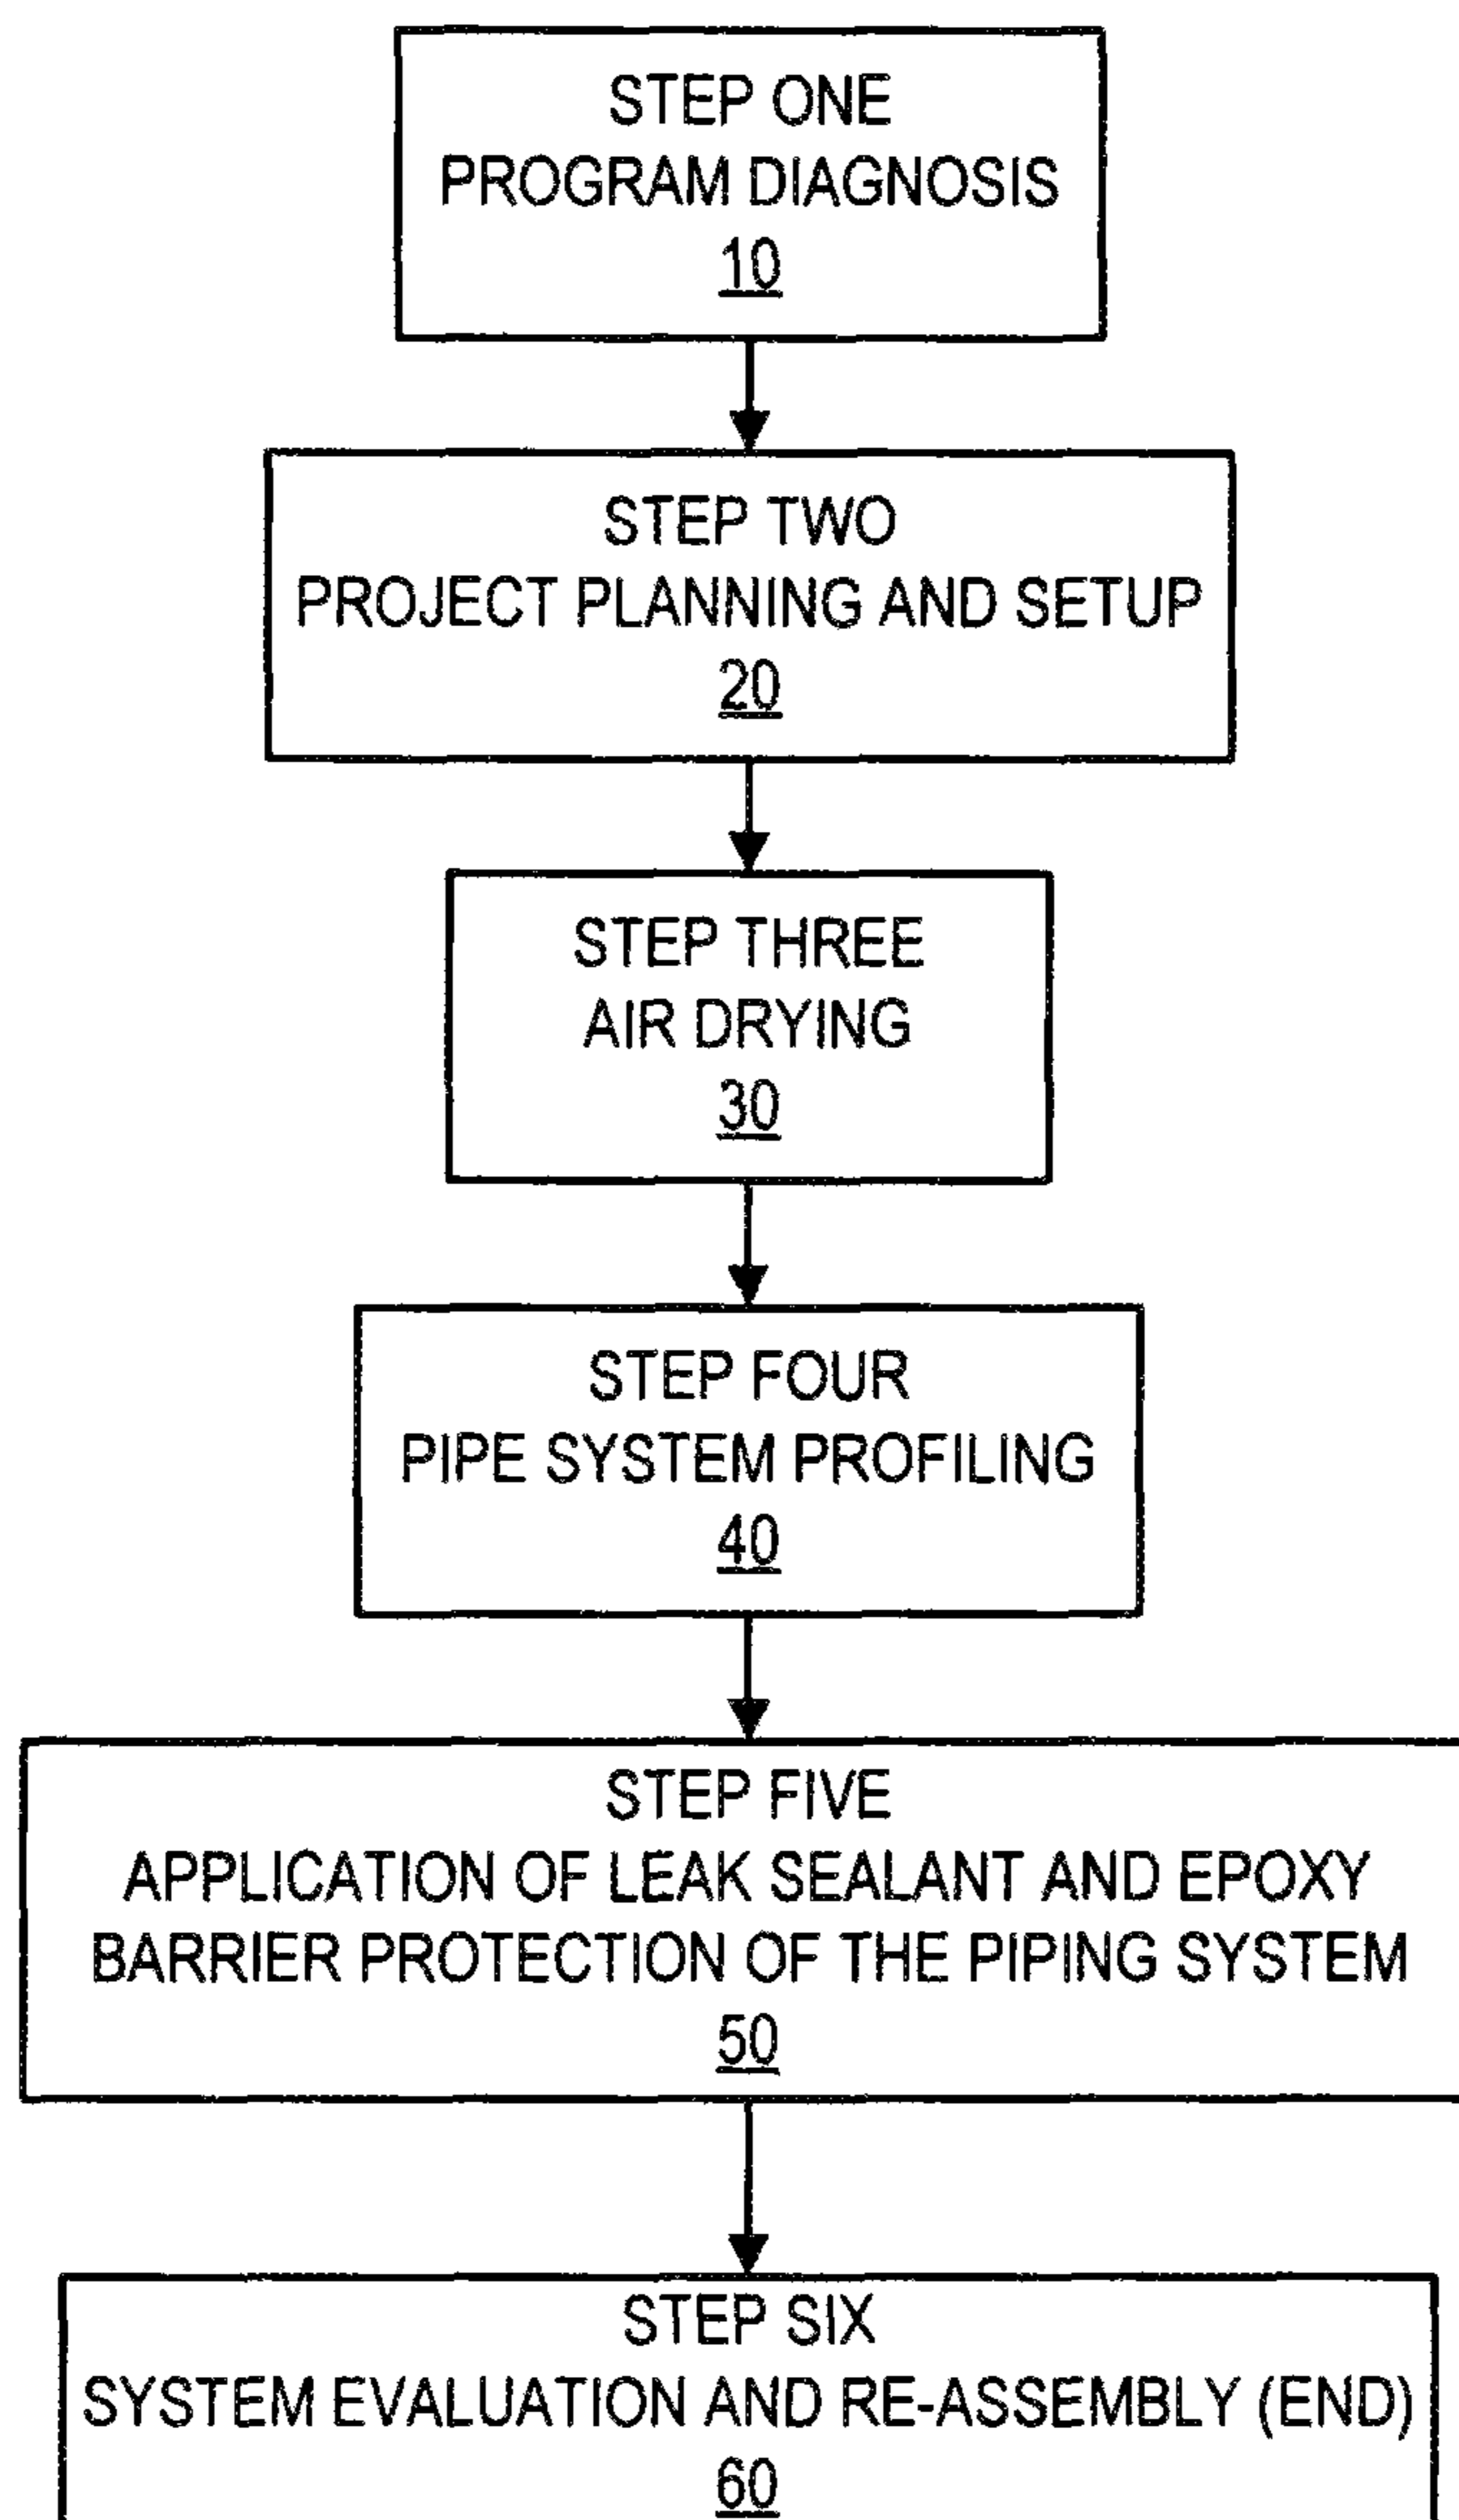 STEP ONE
PROGRAM DIAGNOSIS
10
STEP TWO
PROJECT PLANNING AND SETUP
20
STEP THREE
AIR DRYING
30
STEP FOUR
PIPE SYSTEM PROFILING
40
STEP FIVE
APPLICATION OF LEAK SEALANT AND EPOXY
BARRIER PROTECTION OF THE PIPING SYSTEM
50
STEP SIX
SYSTEM EVALUATION AND RE-ASSEMBLY (END)
60